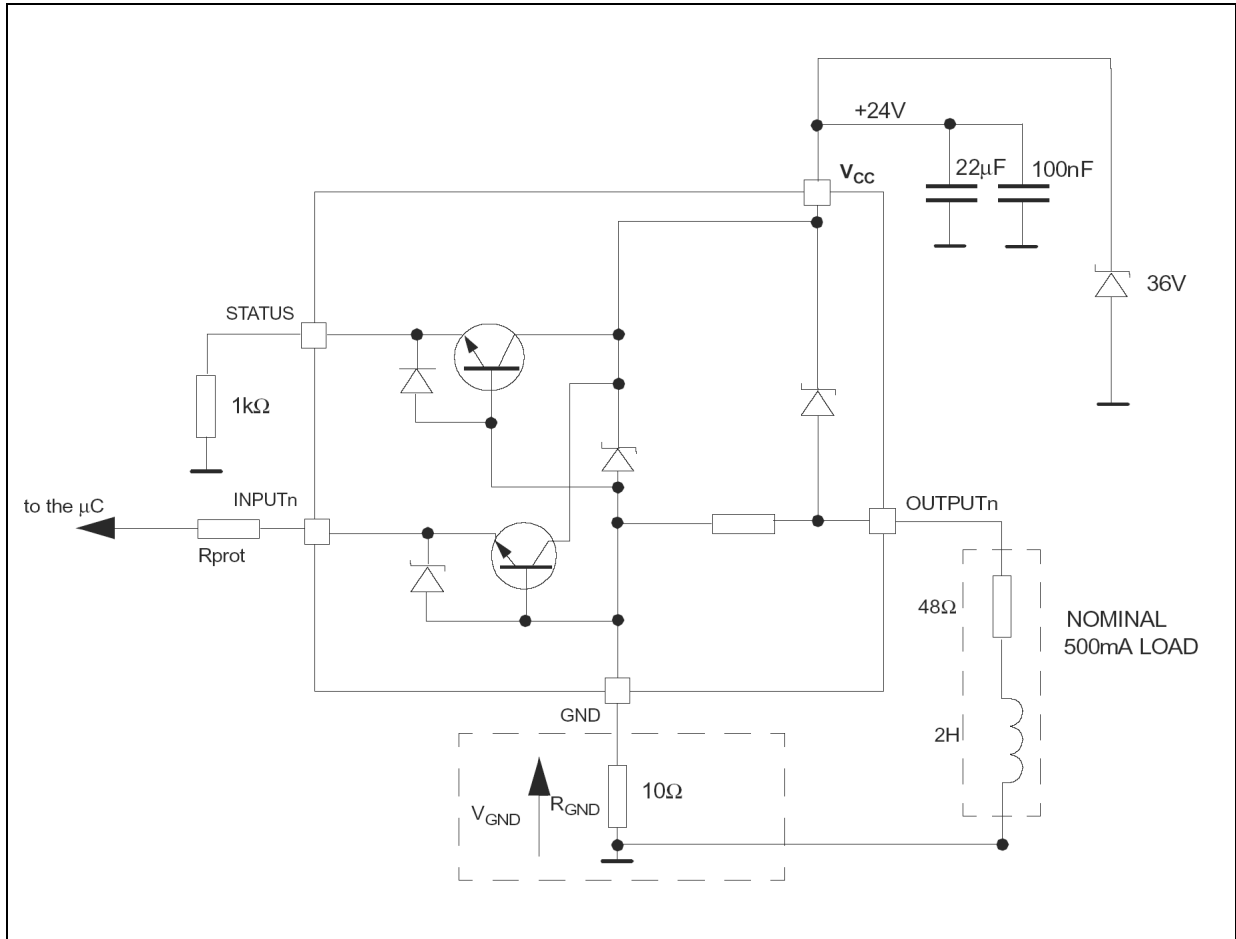 +24V
VCC
22μF
100nF
36V
STATUS
1kΩ
INPUTn
to the μC
Rprot
OUTPUTn
48Ω
NOMINAL
500mA LOAD
2H
GND
VGND
RGND
10Ω